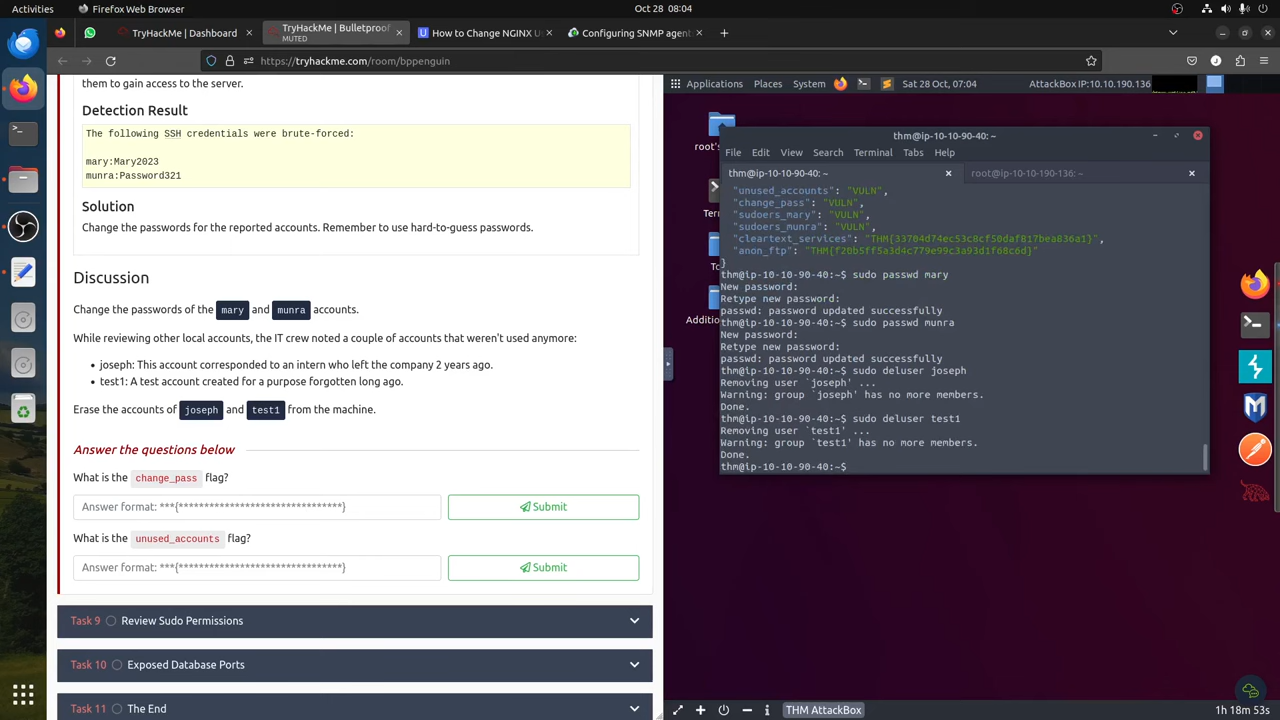 Activities
Firefox Web Browser
Oct 28 08:04
TryHackMe | Dashboard
TryHackMe | Bulletproof
MUTED
How to Change NGINX U
Configuring SNMP agent
https://tryhackme.com/room/bppenguin
them to gain access to the server.
Detection Result
The following SSH credentials were brute-forced:
mary:Mary2023
munra:Password321
Solution
Change the passwords for the reported accounts. Remember to use hard-to-guess passwords.
Discussion
Change the passwords of the mary and munra accounts.
While reviewing other local accounts, the IT crew noted a couple of accounts that weren't used anymore:
• joseph: This account corresponded to an intern who left the company 2 years ago.
• test1: A test account created for a purpose forgotten long ago.
Erase the accounts of joseph and test1 from the machine.
Answer the questions below
What is the change_pass flag?
Answer format: ***{********************************}
Submit
What is the unused_accounts flag?
Answer format: ***{********************************}
Submit
Task 9 Review Sudo Permissions
Task 10 Exposed Database Ports
Task 11 The End
Applications Places System
Sat 28 Oct, 07:04
AttackBox IP:10.10.190.136
root's
Ter
To
Addition
thm@ip-10-10-90-40: ~
File Edit View Search Terminal Tabs Help
thm@ip-10-10-90-40: ~
root@ip-10-10-190-136: ~
"unused_accounts": "VULN",
"change_pass": "VULN",
"sudoers_mary": "VULN",
"sudoers_munra": "VULN",
"cleartext_services": "THM{33704d74ec53c8cf50daf817bea836a1}",
"anon_ftp": "THM{f20b5ff5a3d4c779e99c3a93d1f68c6d}"
}
thm@ip-10-10-90-40:~$ sudo passwd mary
New password:
Retype new password:
passwd: password updated successfully
thm@ip-10-10-90-40:~$ sudo passwd munra
New password:
Retype new password:
passwd: password updated successfully
thm@ip-10-10-90-40:~$ sudo deluser joseph
Removing user `joseph' ...
Warning: group `joseph' has no more members.
Done.
thm@ip-10-10-90-40:~$ sudo deluser test1
Removing user `test1' ...
Warning: group `test1' has no more members.
Done.
thm@ip-10-10-90-40:~$
THM AttackBox
1h 18m 53s